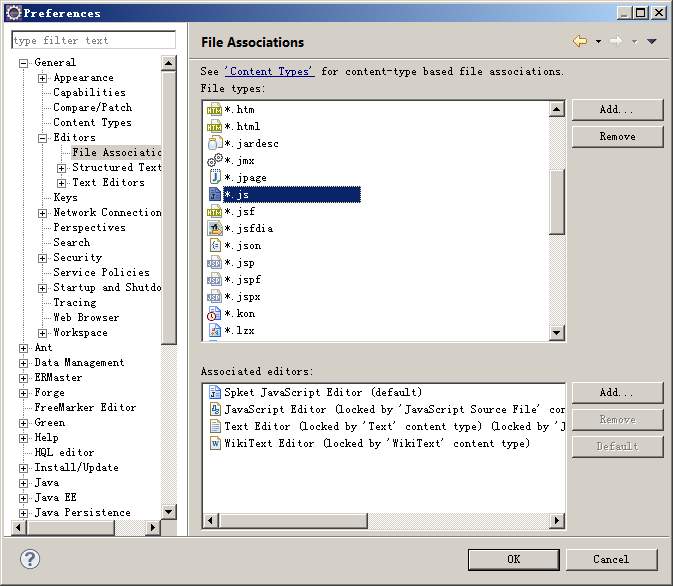 Preferences
type filter text
General
Appearance
Capabilities
Compare/Patch
Content Types
Editors
File Associatic
Structured Text
Text Editors
Keys
Network Connection
Perspectives
Search
Security
Service Policies
Startup and Shutdo
Tracing
Web Browser
Workspace
Ant
Data Management
ERMaster
Forge
FreeMarker Editor
Green
Help
HQL editor
Install/Update
Java
Java EE
Java Persistence
File Associations
See 'Content Types' for content-type based file associations.
File types:
*.htm
*.html
*.jardesc
*.jmx
*.jpage
*.js
*.jsf
*.jsfdia
*.json
*.jsp
*.jspf
*.jspx
*.kon
*.lzx
Add...
Remove
Associated editors:
Spket JavaScript Editor (default)
JavaScript Editor (locked by 'JavaScript Source File' cor
Text Editor (locked by 'Text' content type) (locked by 'J
WikiText Editor (locked by 'WikiText' content type)
Add...
Remove
Default
OK
Cancel